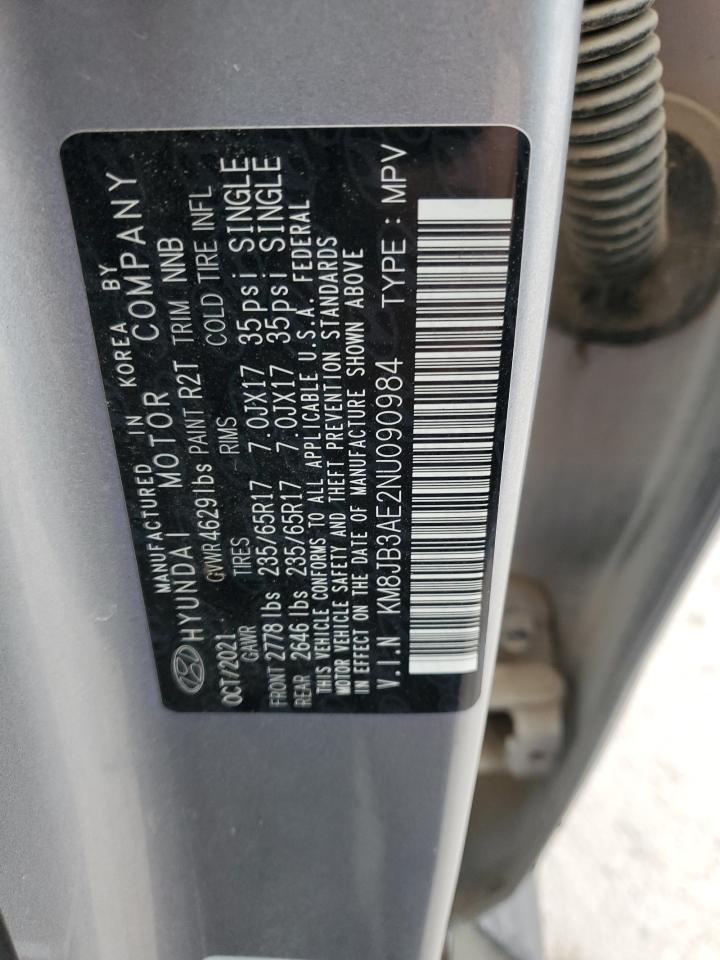 MANUFACTURED IN KOREA BY
HYUNDAI MOTOR COMPANY
OCT/2021 GVWR 4629 lbs PAINT R2T TRIM NNB
GAWR TIRES RIMS COLD TIRE INFL
FRONT 2778 lbs 235/65R17 7.0JX17 35psi SINGLE
REAR 2646 lbs 235/65R17 7.0JX17 35psi SINGLE
THIS VEHICLE CONFORMS TO ALL APPLICABLE U.S.A. FEDERAL
MOTOR VEHICLE SAFETY AND THEFT PREVENTION STANDARDS
IN EFFECT ON THE DATE OF MANUFACTURE SHOWN ABOVE
V.I.N KM8JB3AE2NU090984 TYPE : MPV